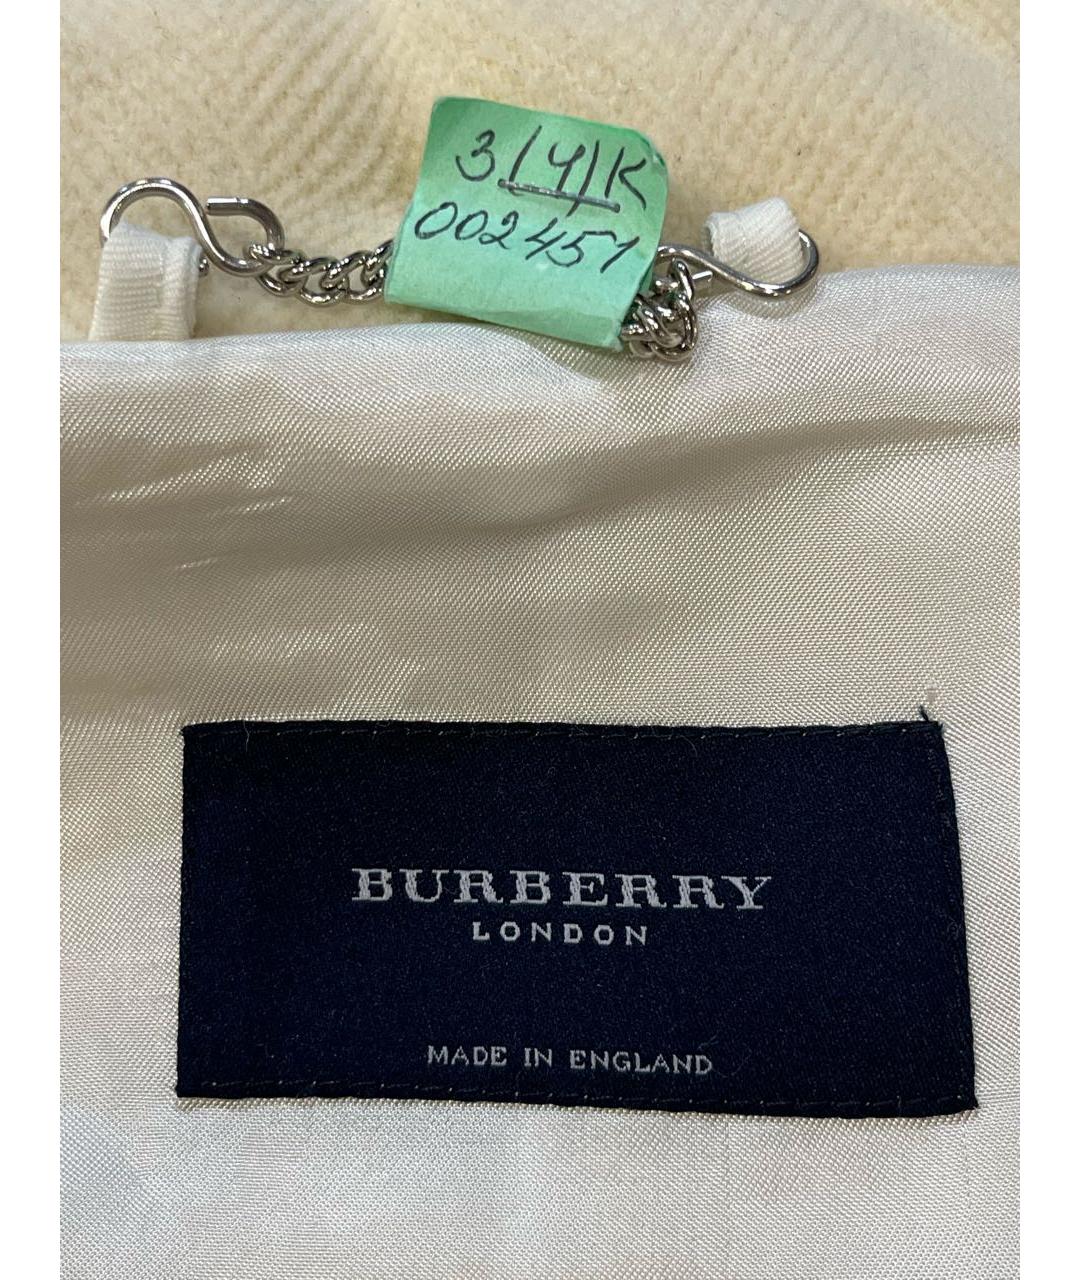 3/4/K
002451
BURBERRY
LONDON
MADE IN ENGLAND